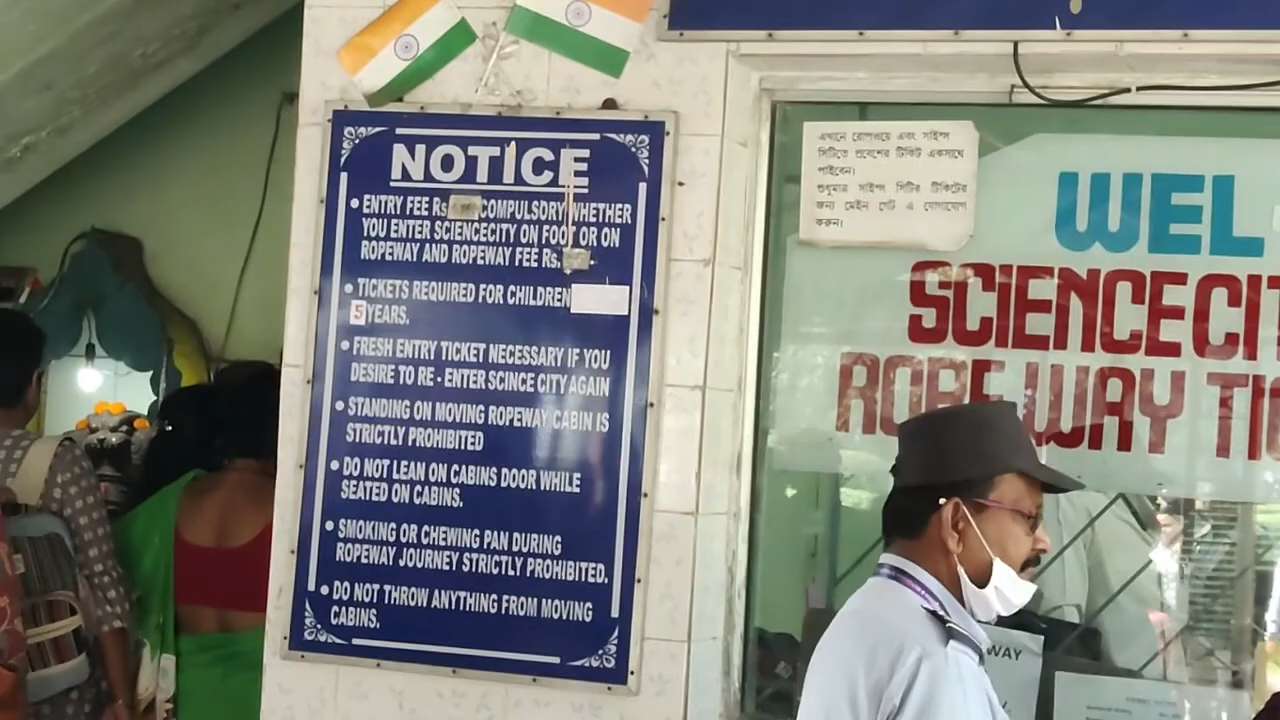 NOTICE
• ENTRY FEE Rs. COMPULSORY WHETHER
YOU ENTER SCIENCECITY ON FOOT OR ON
ROPEWAY AND ROPEWAY FEE Rs.
• TICKETS REQUIRED FOR CHILDREN
5 YEARS.
• FRESH ENTRY TICKET NECESSARY IF YOU
DESIRE TO RE - ENTER SCINCE CITY AGAIN
• STANDING ON MOVING ROPEWAY CABIN IS
STRICTLY PROHIBITED
• DO NOT LEAN ON CABINS DOOR WHILE
SEATED ON CABINS.
• SMOKING OR CHEWING PAN DURING
ROPEWAY JOURNEY STRICTLY PROHIBITED.
• DO NOT THROW ANYTHING FROM MOVING
CABINS.
এখানে রোপওয়ে এবং সাইন্স
সিটিতে প্রবেশের টিকিট একসাথে
পাইবেন।
শুধুমাত্র সাইন্স সিটির টিকিটের
জন্য মেইন গেট এ যোগাযোগ
করুন।
WEL
SCIENCECIT
ROPE WAY TI
WAY